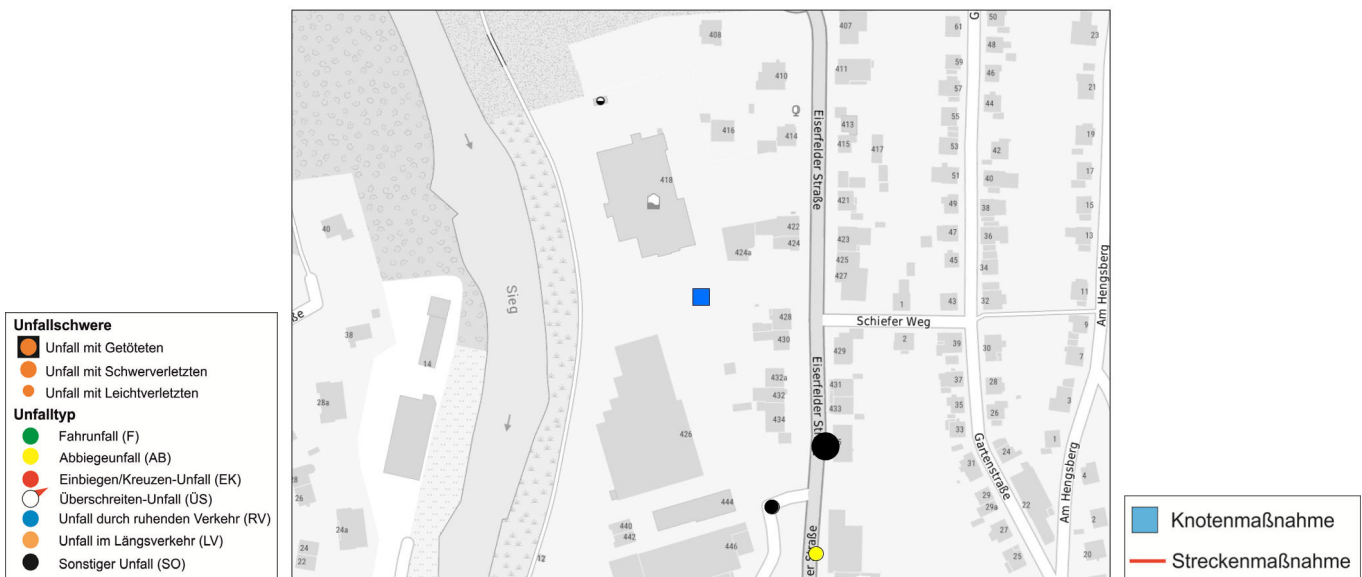 Unfallschwere
Unfall mit Getöteten
Unfall mit Schwerverletzten
Unfall mit Leichtverletzten
Unfalltyp
Fahrunfall (F)
Abbiegeunfall (AB)
Einbiegen/Kreuzen-Unfall (EK)
Überschreiten-Unfall (ÜS)
Unfall durch ruhenden Verkehr (RV)
Unfall im Längsverkehr (LV)
Sonstiger Unfall (SO)
408
407
61
G
50
48
23
410
411
59
46
57
21
44
416
414
413
55
415
417
53
42
19
Eiserfelder Straße
418
51
40
17
421
49
38
15
40
422
424
424a
423
47
36
13
425
427
45
34
Sieg
1
43
32
11
Am Hengsberg
ße
428
430
Schiefer Weg
2
39
30
9
38
14
429
7
Eiserfelder St
432a
432
434
431
433
37
28
3
28a
35
26
33
426
Gartenstraße
24
1
31
28
26
444
29
29a
22
4
Am Hengsberg
24a
440
442
446
27
2
24
22
12
er Straße
25
20
Knotenmaßnahme
Streckenmaßnahme